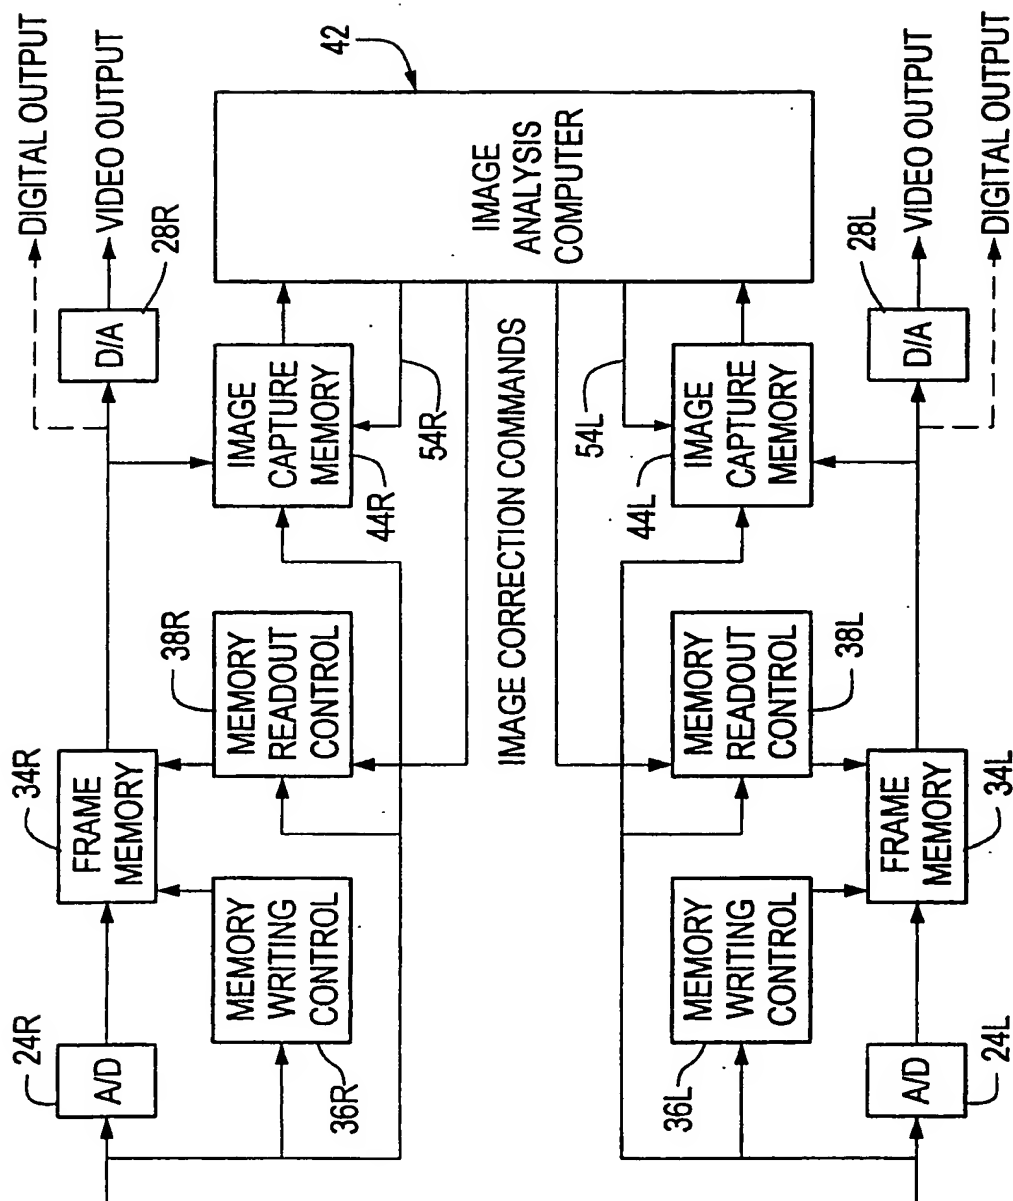 24R
A/D
34R
FRAME
MEMORY
28R
D/A
DIGITAL OUTPUT
VIDEO OUTPUT
36R
MEMORY
WRITING
CONTROL
38R
MEMORY
READOUT
CONTROL
44R
IMAGE
CAPTURE
MEMORY
54R
42
IMAGE
ANALYSIS
COMPUTER
IMAGE CORRECTION COMMANDS
36L
MEMORY
WRITING
CONTROL
38L
MEMORY
READOUT
CONTROL
44L
IMAGE
CAPTURE
MEMORY
54L
24L
A/D
34L
FRAME
MEMORY
28L
D/A
VIDEO OUTPUT
DIGITAL OUTPUT